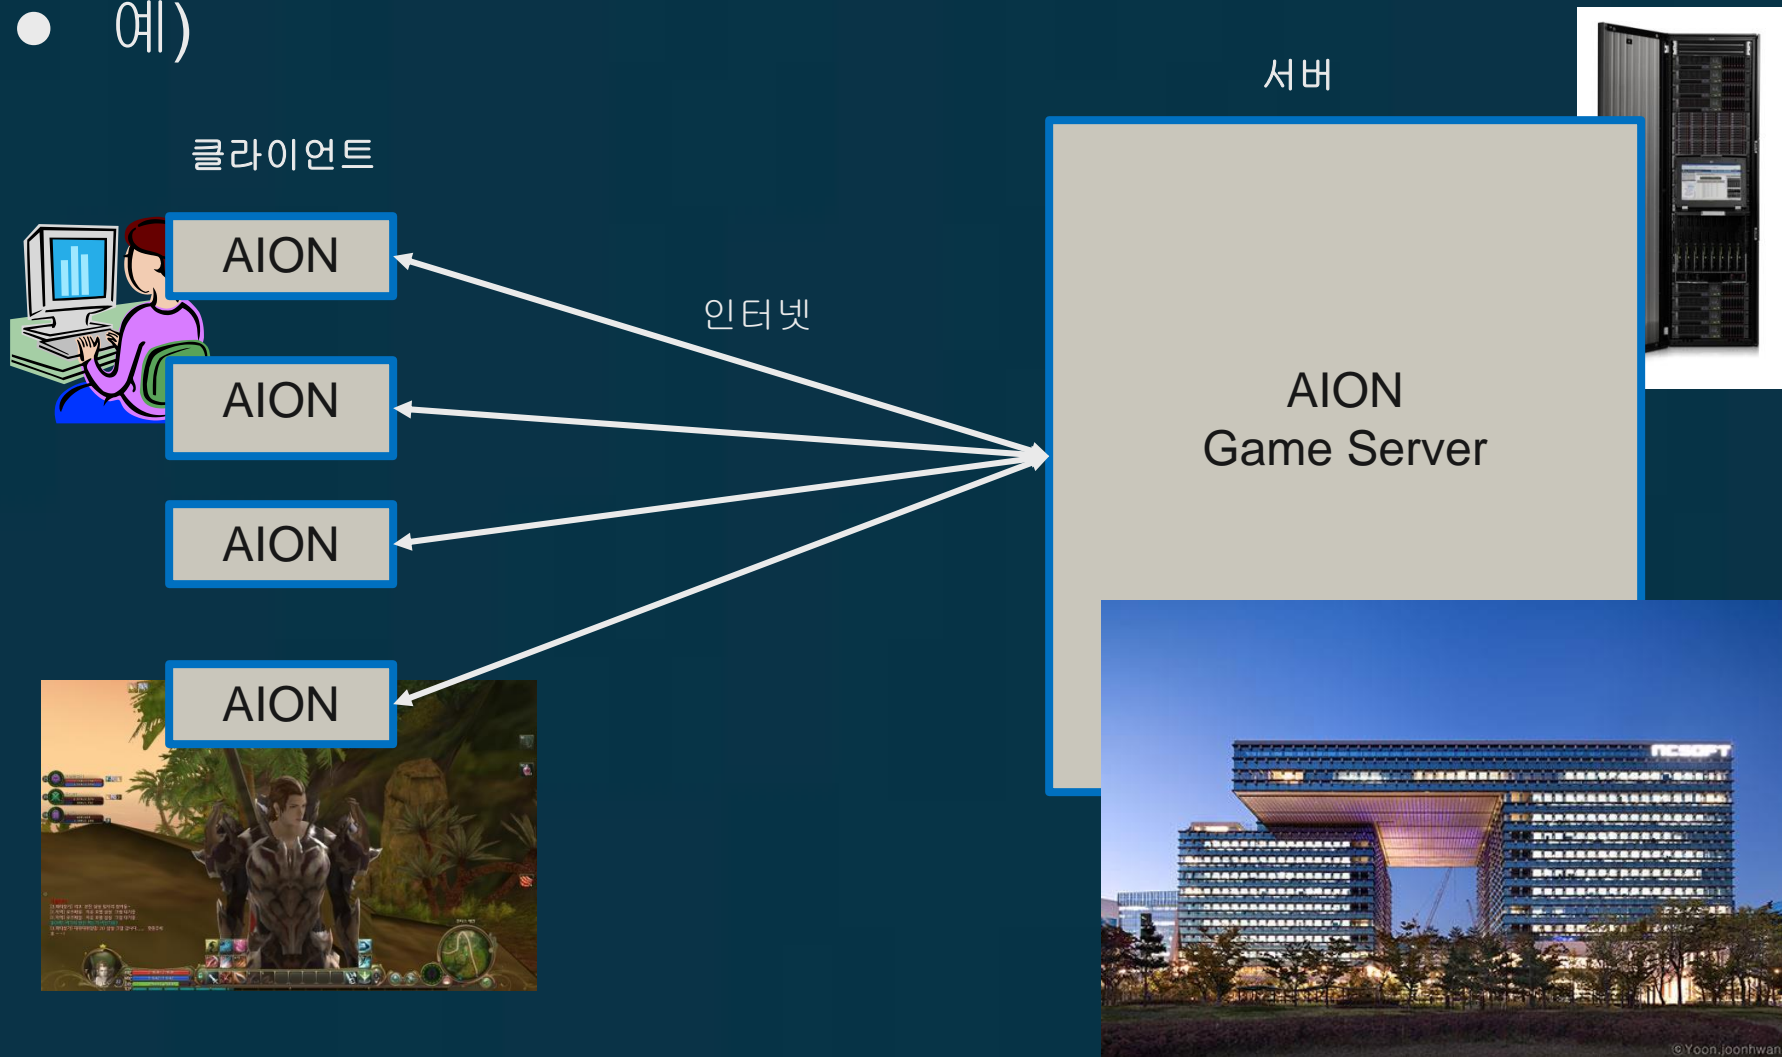 ● 예)
서버
클라이언트
AION
인터넷
AION
AION
Game Server
AION
AION
NCSOFT
©Yoon,joonhwan